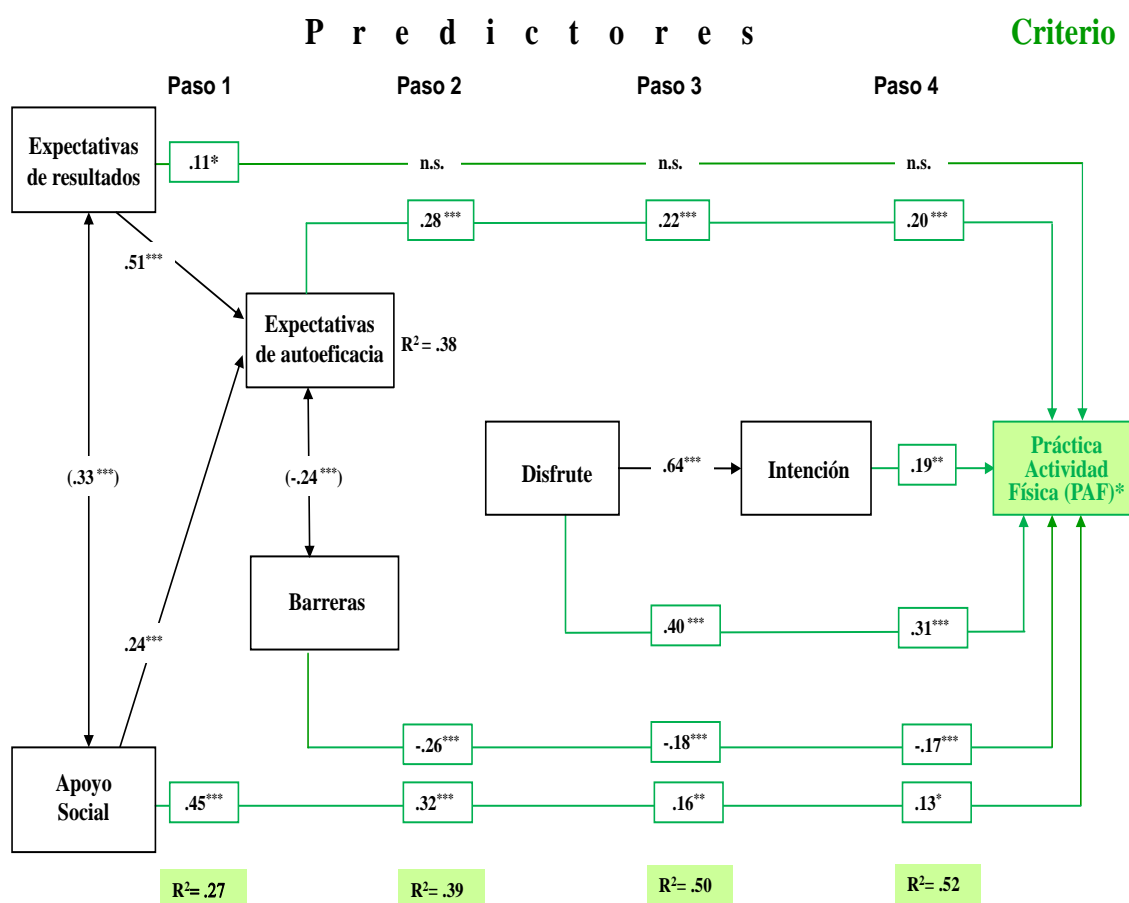 P r e d i c t o r e s
Criterio
Paso 1
Paso 2
Paso 3
Paso 4
Expectativas
de resultados
.11*
n.s.
n.s.
n.s.
.28***
.22***
.20***
.51***
Expectativas
de autoeficacia
R²= .38
(.33***)
(-.24***)
Disfrute
.64***
Intención
.19**
Práctica
Actividad
Física (PAF)*
Barreras
.40***
.31***
.24***
-.26***
-.18***
-.17***
Apoyo
Social
.45***
.32***
.16**
.13*
R²= .27
R²= .39
R²= .50
R²= .52